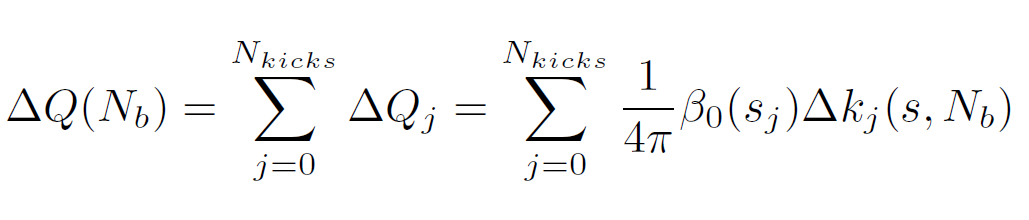 ΔQ(N_b) = \sum_{j=0}^{N_{kicks}} ΔQ_j = \sum_{j=0}^{N_{kicks}} \frac{1}{4π} β_0(s_j)Δk_j(s, N_b)